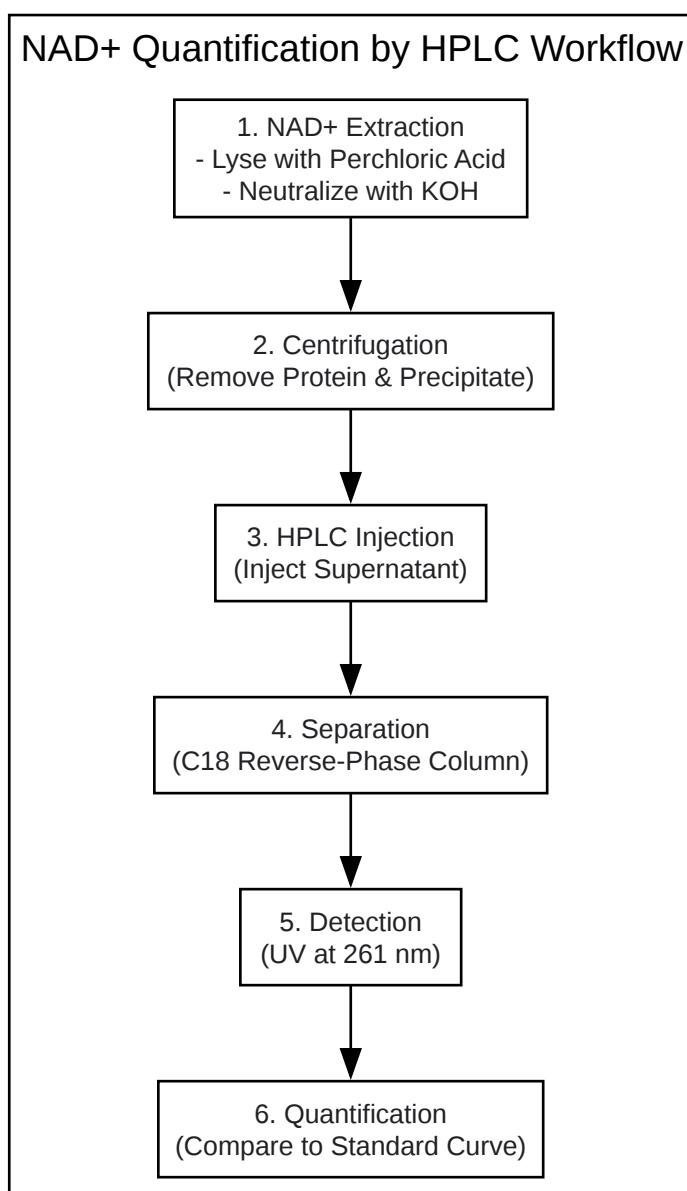 NAD+ Quantification by HPLC Workflow
1. NAD+ Extraction
- Lyse with Perchloric Acid
- Neutralize with KOH
2. Centrifugation
(Remove Protein & Precipitate)
3. HPLC Injection
(Inject Supernatant)
4. Separation
(C18 Reverse-Phase Column)
5. Detection
(UV at 261 nm)
6. Quantification
(Compare to Standard Curve)